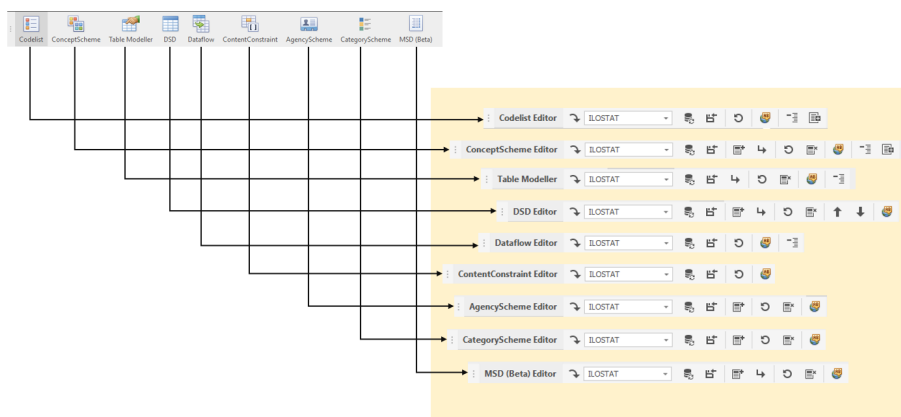 Codelist ConceptScheme Table Modeller DSD Dataflow ContentConstraint AgencyScheme CategoryScheme MSD (Beta)
Codelist Editor ILOSTAT
ConceptScheme Editor ILOSTAT
Table Modeller ILOSTAT
DSD Editor ILOSTAT
Dataflow Editor ILOSTAT
ContentConstraint Editor ILOSTAT
AgencyScheme Editor ILOSTAT
CategoryScheme Editor ILOSTAT
MSD (Beta) Editor ILOSTAT